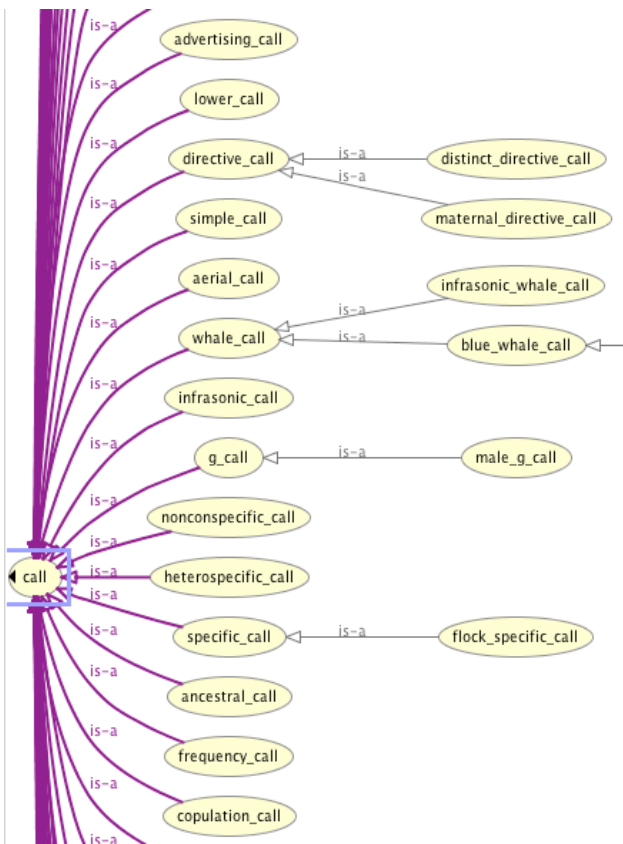 is-a
advertising_call
is-a
lower_call
is-a
directive_call
is-a
distinct_directive_call
is-a
is-a
maternal_directive_call
simple_call
is-a
aerial_call
infrasonic_whale_call
is-a
is-a
whale_call
is-a
blue_whale_call
is-a
infrasonic_call
is-a
g_call
is-a
male_g_call
is-a
nonconspecific_call
call
is-a
heterospecific_call
is-a
specific_call
is-a
flock_specific_call
is-a
ancestral_call
is-a
frequency_call
is-a
copulation_call
is-a